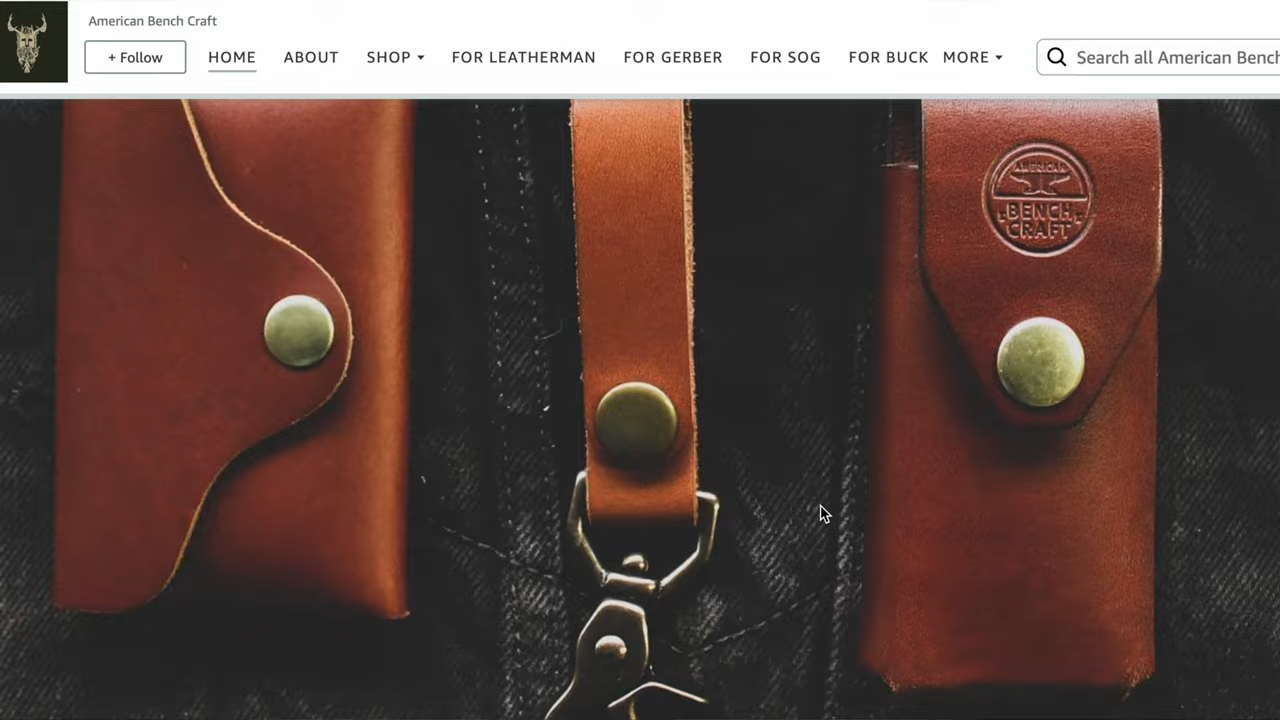 American Bench Craft
+ Follow
HOME
ABOUT
SHOP
FOR LEATHERMAN
FOR GERBER
FOR SOG
FOR BUCK
MORE
Search all American Bench
AMERICAN
BENCH
CRAFT